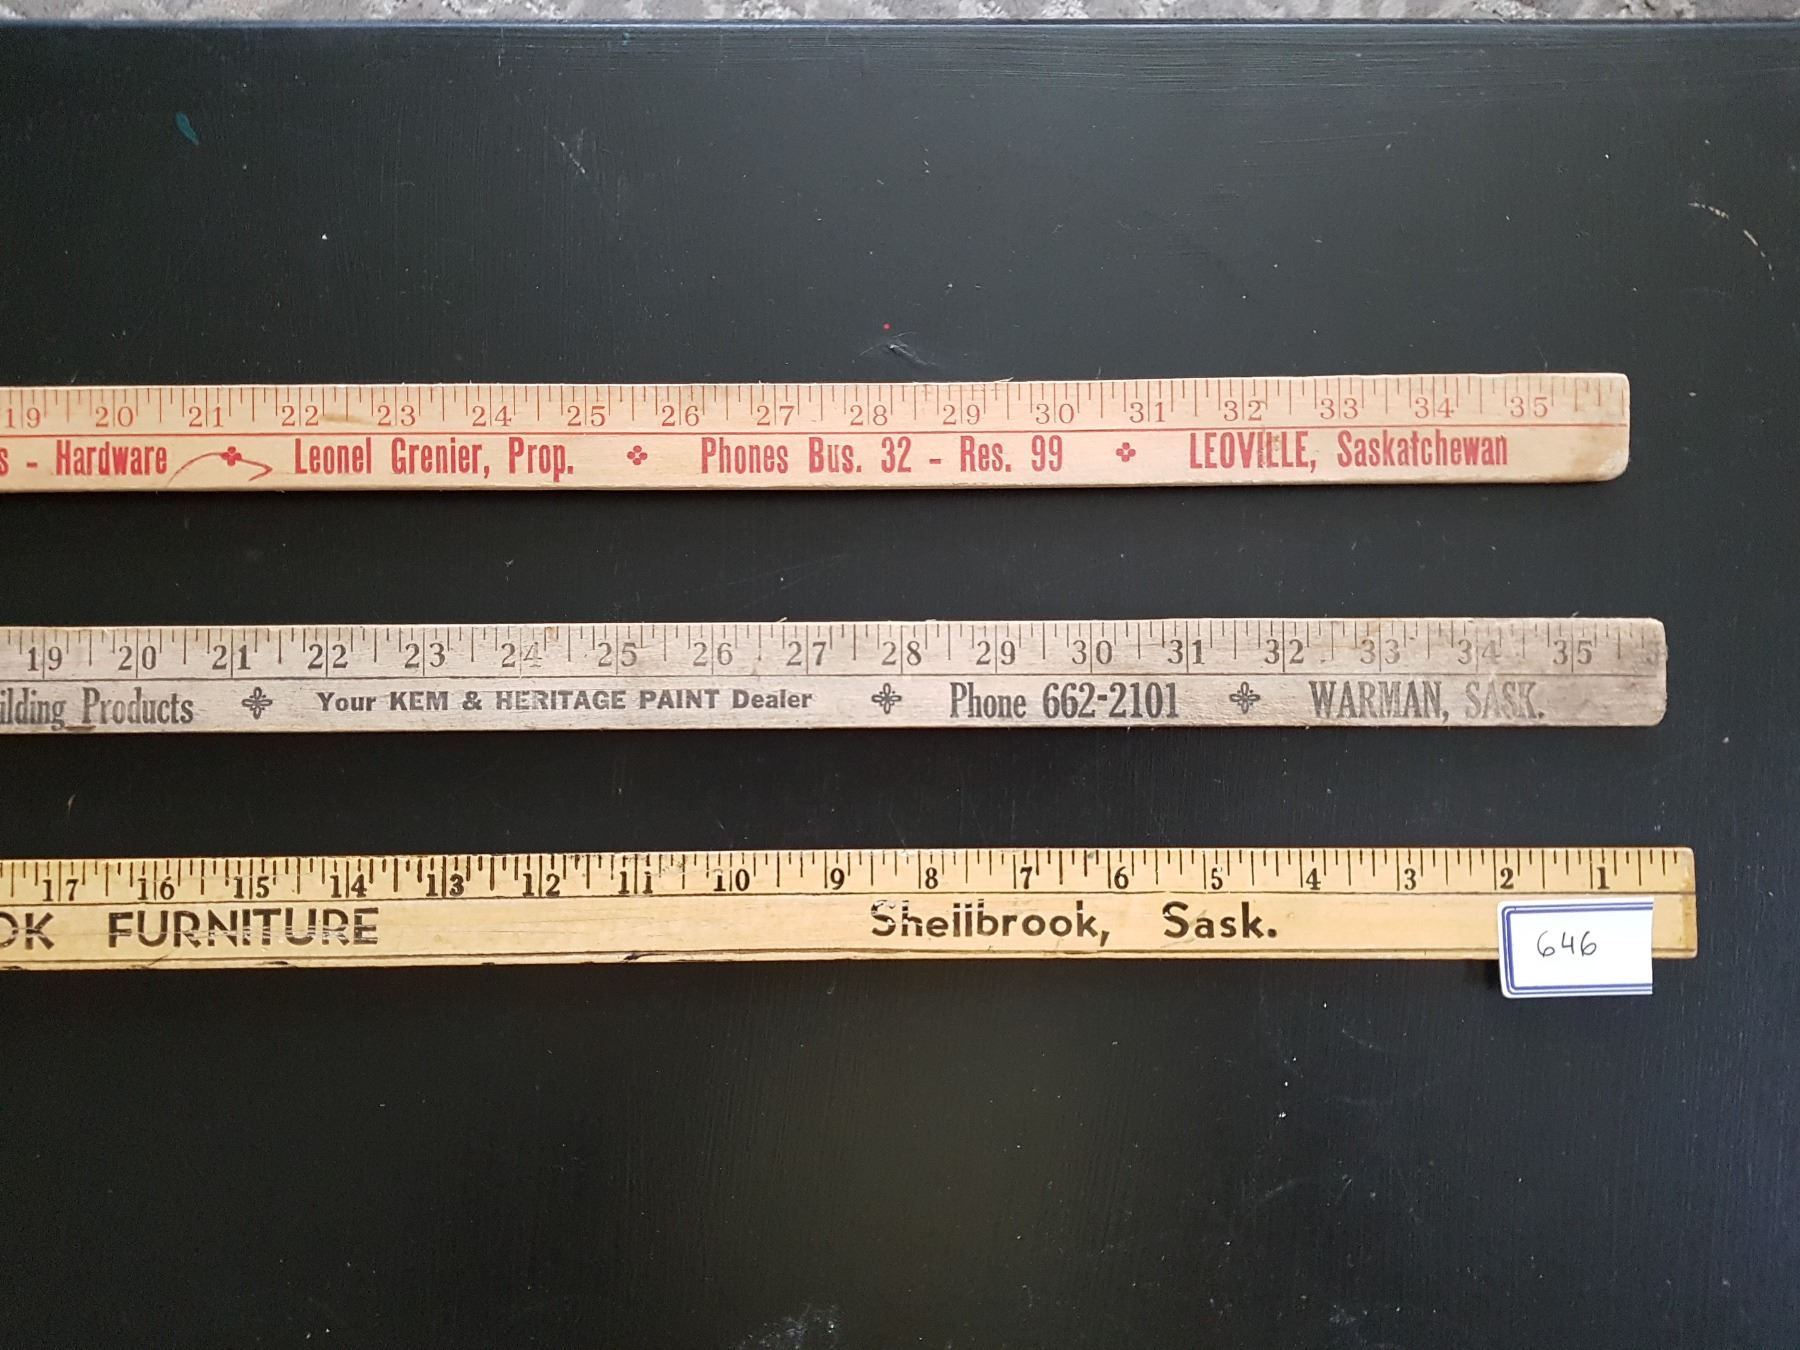 19 20 21 22 23 24 25 26 27 28 29 30 31 32 33 34 35
s - Hardware Leonel Grenier, Prop. Phones Bus. 32 - Res. 99 LEOVILLE, Saskatchewan
19 20 21 22 23 24 25 26 27 28 29 30 31 32 33 34 35
ilding Products Your KEM & HERITAGE PAINT Dealer Phone 662-2101 WARMAN, SASK.
17 16 15 14 13 12 11 10 9 8 7 6 5 4 3 2 1
OK FURNITURE Shellbrook, Sask.
646